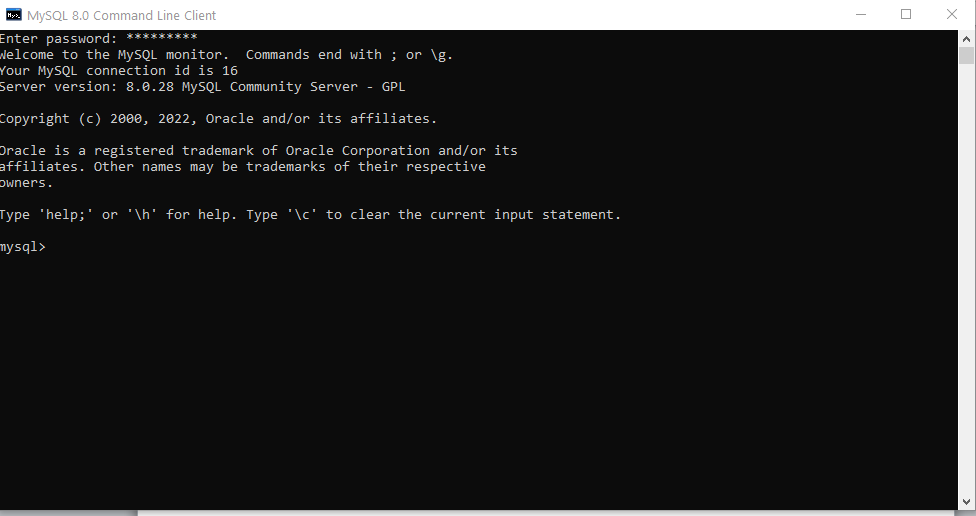 MySQL 8.0 Command Line Client
Enter password: *********
Welcome to the MySQL monitor.  Commands end with ; or \g.
Your MySQL connection id is 16
Server version: 8.0.28 MySQL Community Server - GPL
Copyright (c) 2000, 2022, Oracle and/or its affiliates.
Oracle is a registered trademark of Oracle Corporation and/or its
affiliates. Other names may be trademarks of their respective
owners.
Type 'help;' or '\h' for help. Type '\c' to clear the current input statement.
mysql>